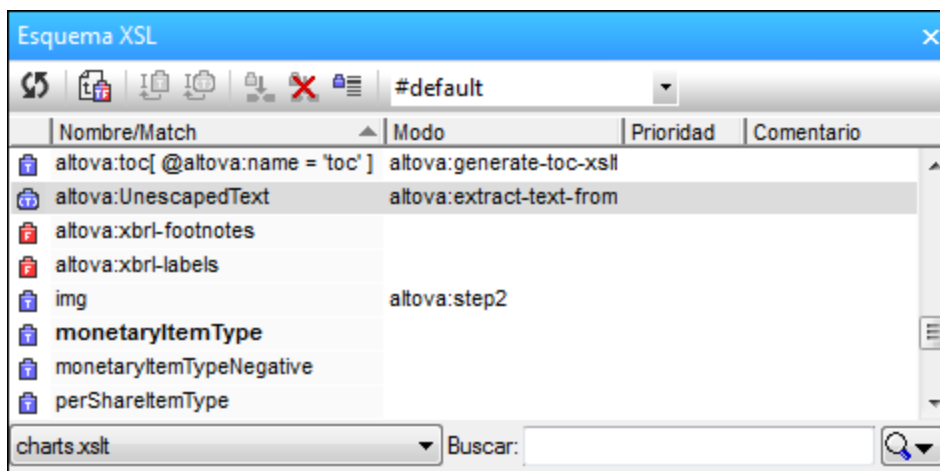 Esquema XSL
#default
Nombre/Match Modo Prioridad Comentario
altova:toc[ @altova:name = 'toc' ] altova:generate-toc-xslt
altova:UnescapedText altova:extract-text-from
altova:xbrl-footnotes
altova:xbrl-labels
img altova:step2
monetaryItemType
monetaryItemTypeNegative
perShareItemType
charts.xslt Buscar: